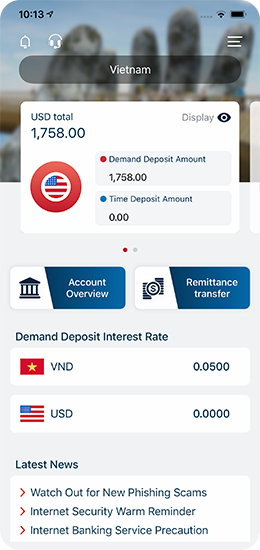 10:13
Vietnam
USD total
Display
1,758.00
Demand Deposit Amount
1,758.00
Time Deposit Amount
0.00
Account
Overview
Remittance
transfer
Demand Deposit Interest Rate
VND 0.0500
USD 0.0000
Latest News
Watch Out for New Phishing Scams
Internet Security Warm Reminder
Internet Banking Service Precaution